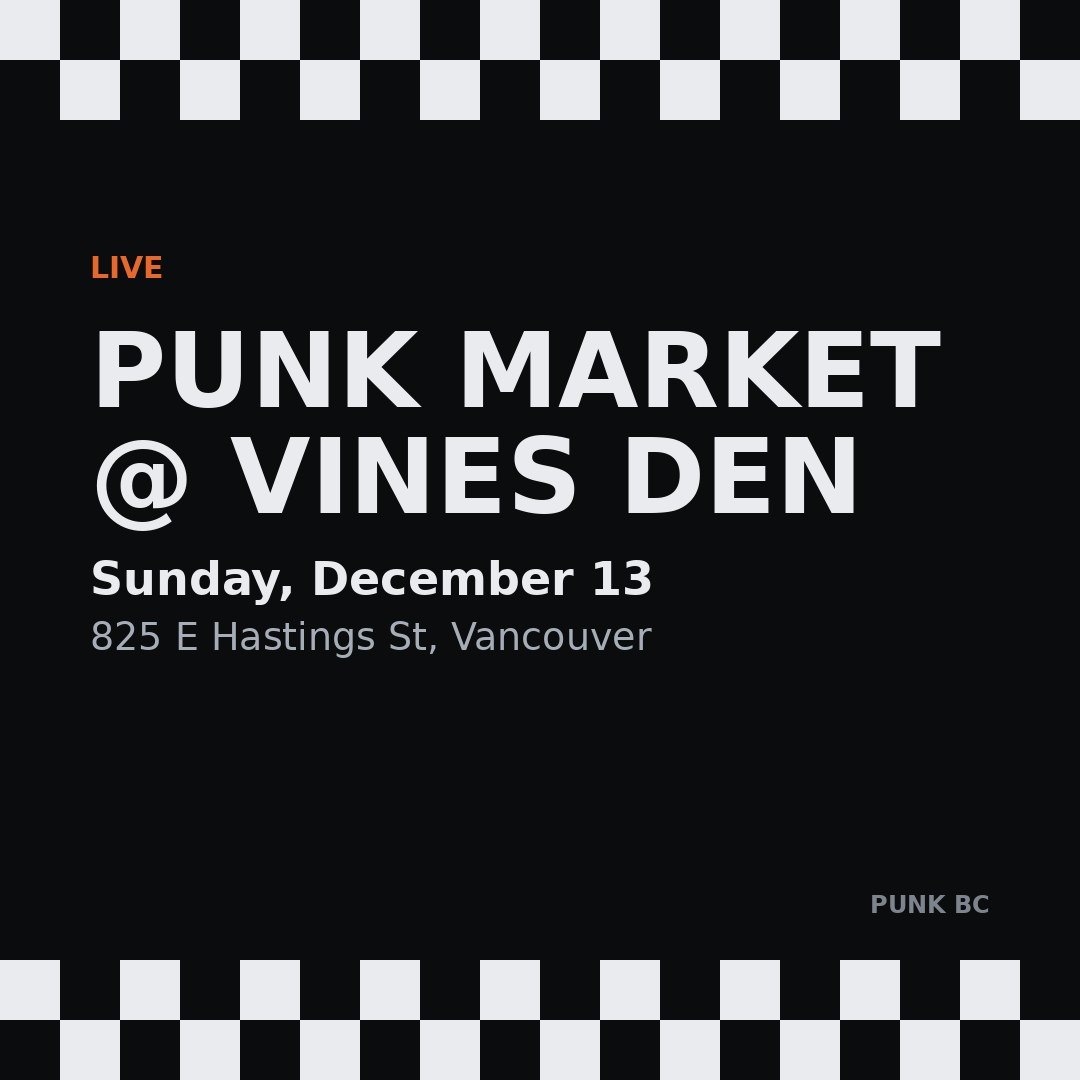 LIVE
PUNK MARKET
@ VINES DEN
Sunday, December 13
825 E Hastings St, Vancouver
PUNK BC